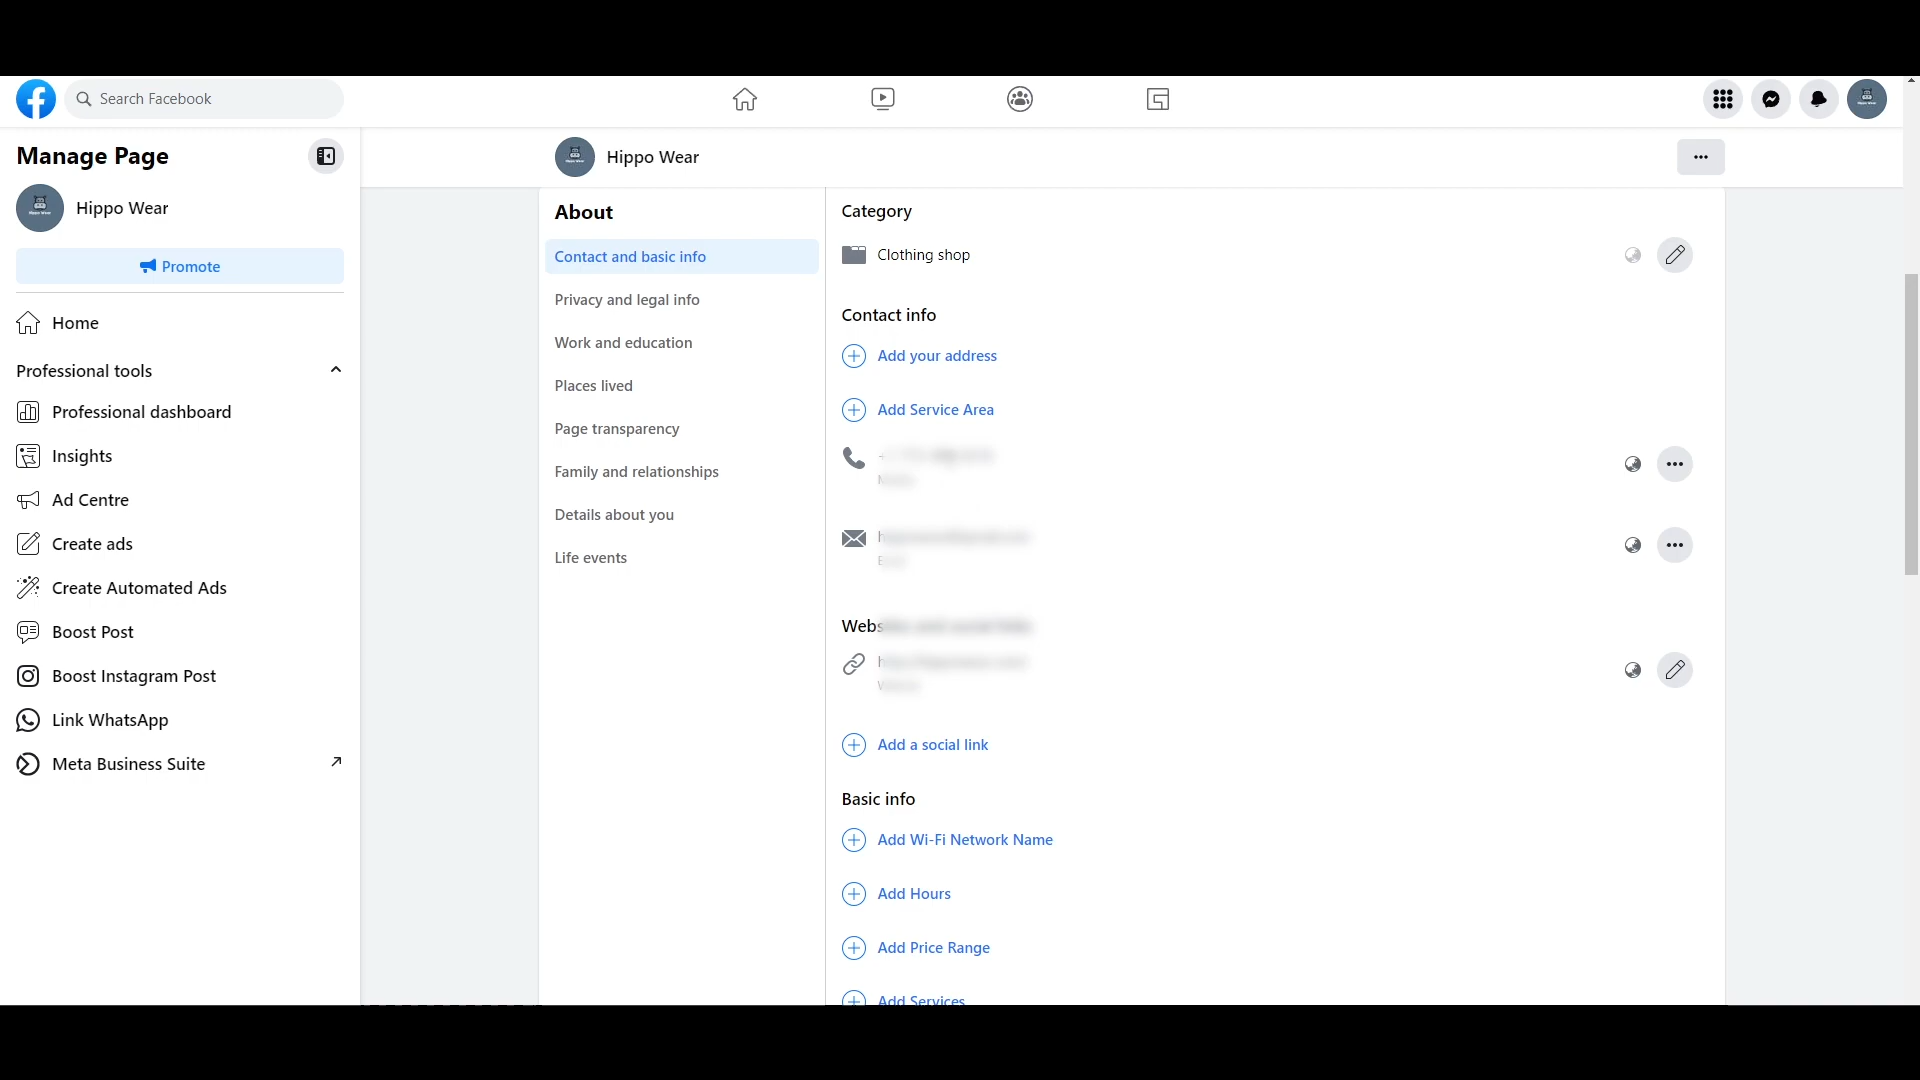 Search Facebook
Manage Page
Hippo Wear
Promote
Home
Professional tools
Professional dashboard
Insights
Ad Centre
Create ads
Create Automated Ads
Boost Post
Boost Instagram Post
Link WhatsApp
Meta Business Suite
Hippo Wear
About
Contact and basic info
Privacy and legal info
Work and education
Places lived
Page transparency
Family and relationships
Details about you
Life events
Category
Clothing shop
Contact info
Add your address
Add Service Area
Add a social link
Basic info
Add Wi-Fi Network Name
Add Hours
Add Price Range
Add Services